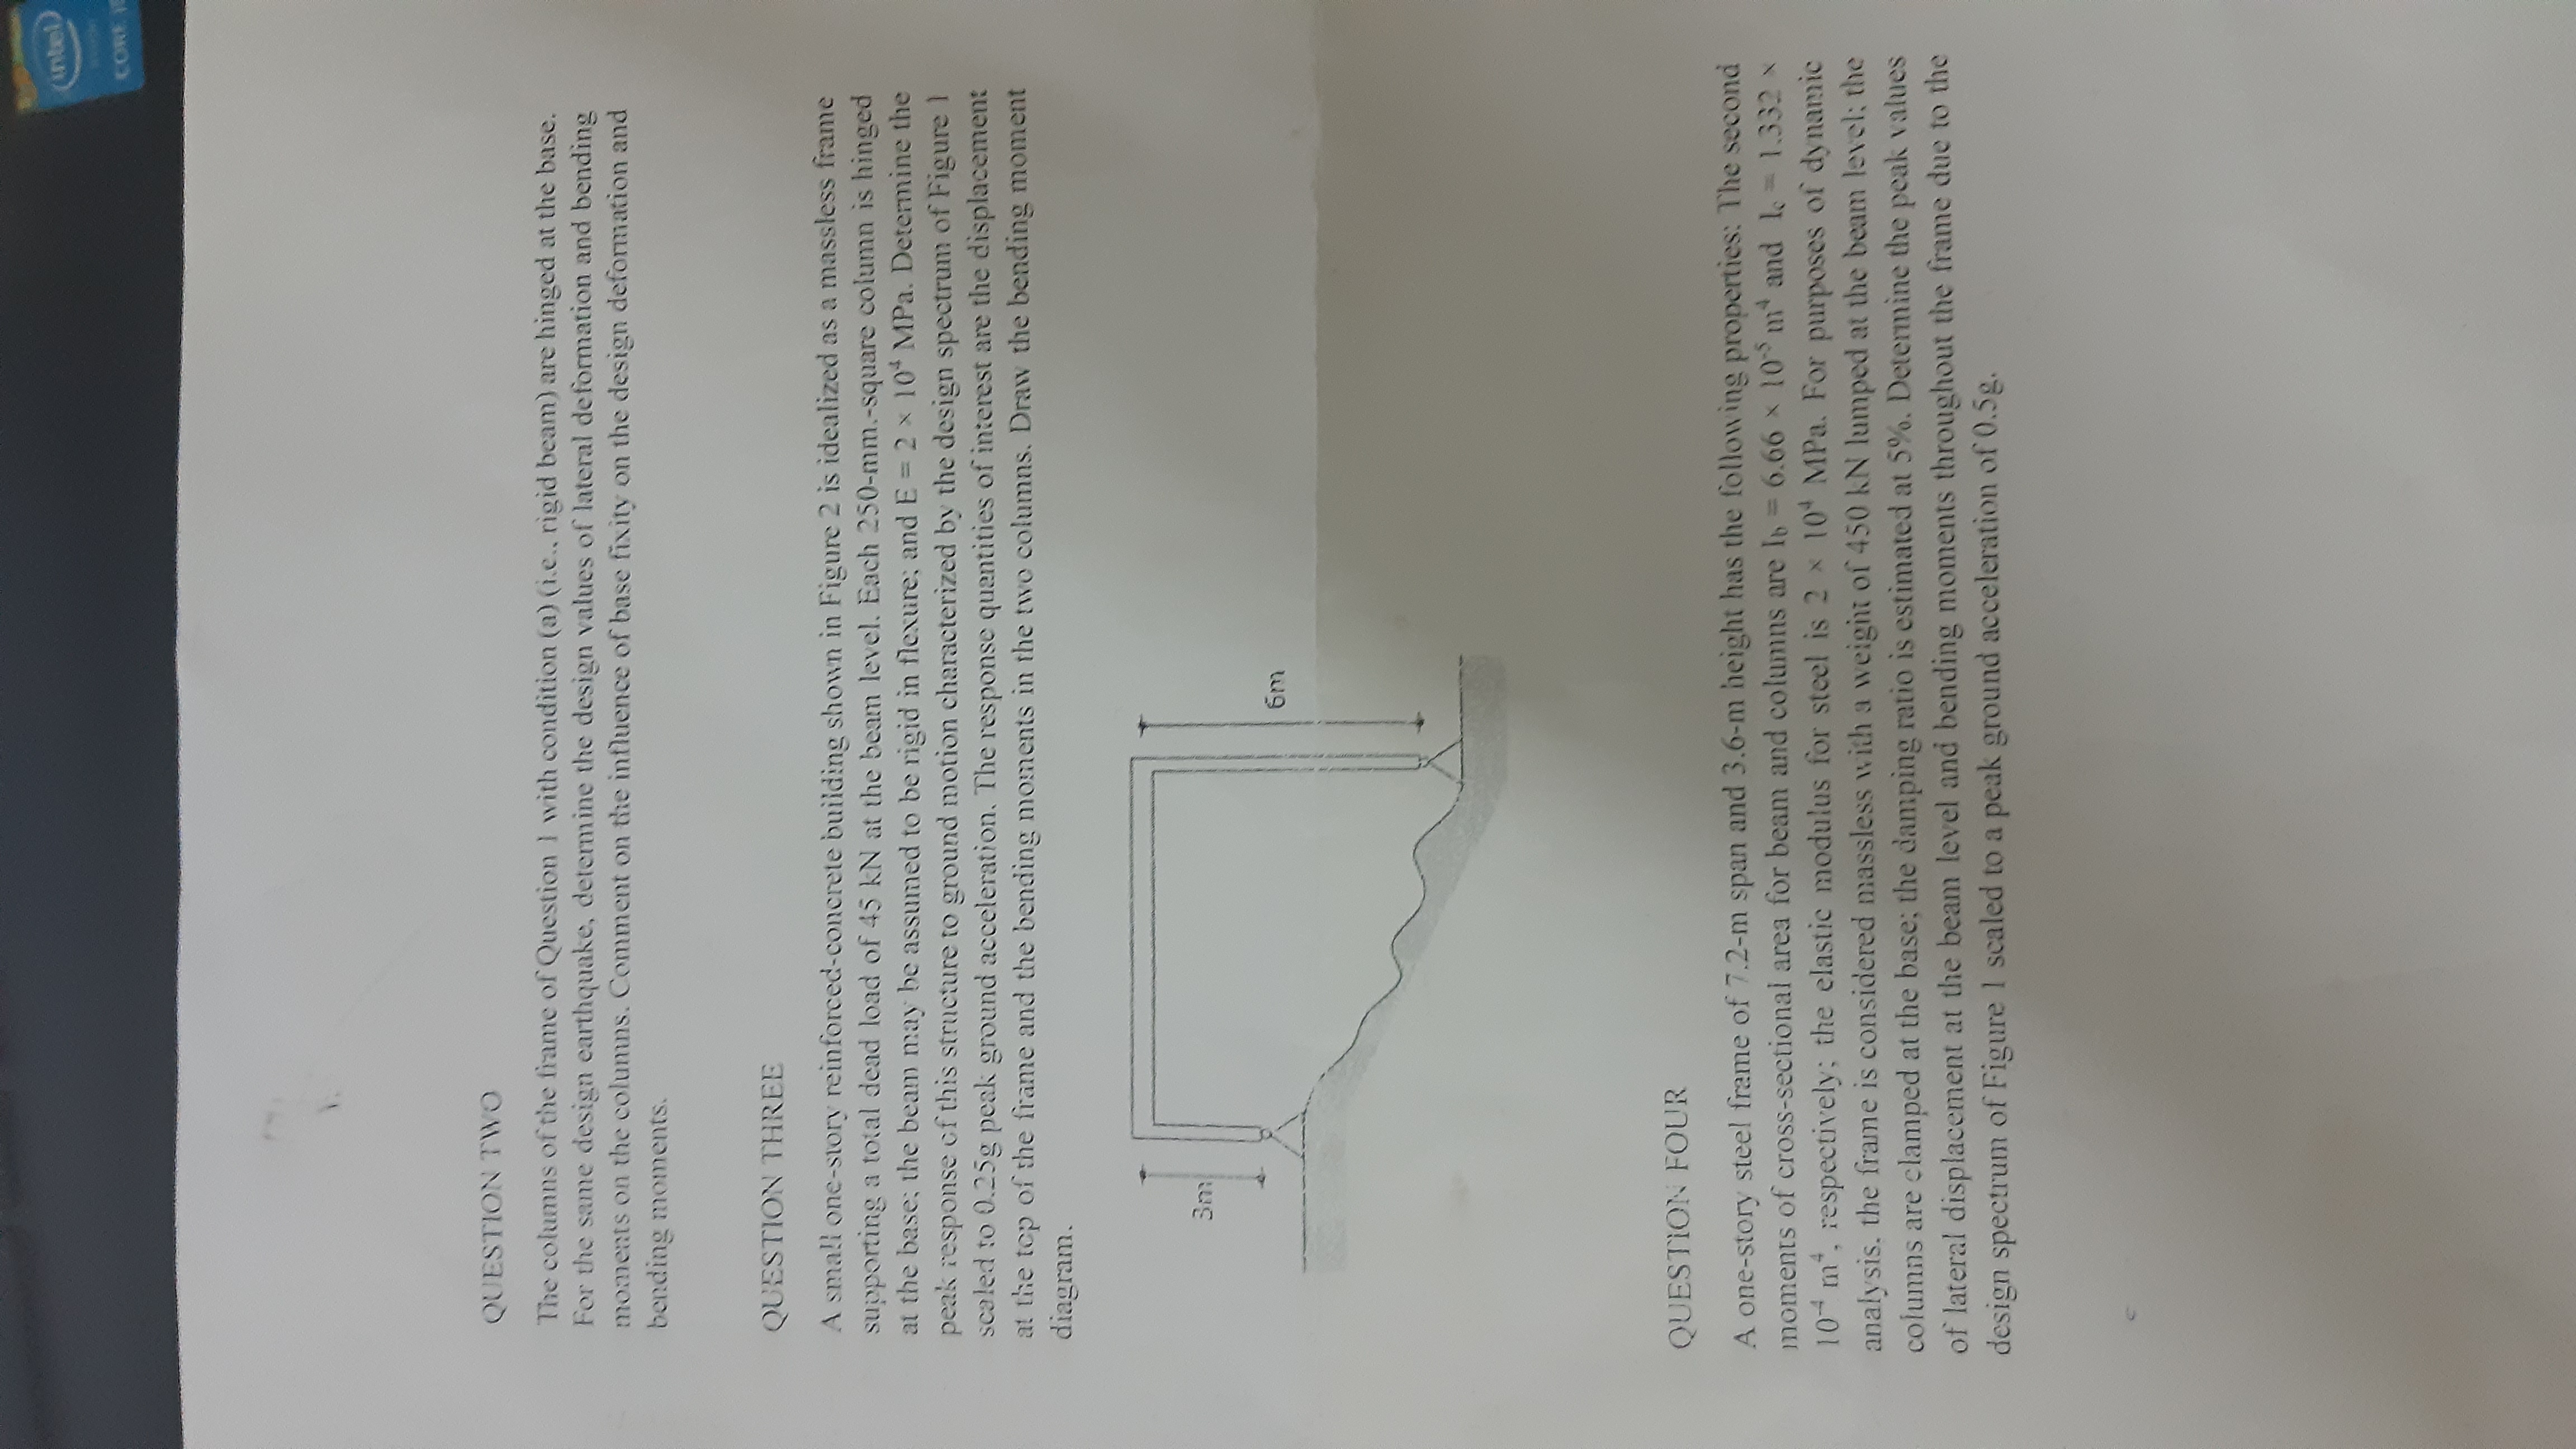 intel
inside
CORE
QUESTION TWO
The columns of the frame of Question 1 with condition (a) (i.e., rigid beam) are hinged at the base.
For the same design earthquake, determine the design values of lateral deformation and bending
moments on the columns. Comment on the influence of base fixity on the design deformation and
bending moments.
QUESTION THREE
A small one-story reinforced-concrete building shown in Figure 2 is idealized as a massless frame
supporting a total dead load of 45 kN at the beam level. Each 250-mm.-square column is hinged
at the base; the beam may be assumed to be rigid in flexure; and E = 2 × 10⁴ MPa. Determine the
peak response of this structure to ground motion characterized by the design spectrum of Figure 1
scaled to 0.25g peak ground acceleration. The response quantities of interest are the displacement
at the top of the frame and the bending moments in the two columns. Draw the bending moment
diagram.
3m
6m
QUESTION FOUR
A one-story steel frame of 7.2-m span and 3.6-m height has the following properties: The second
moments of cross-sectional area for beam and columns are I_b = 6.66 × 10⁻⁵ m⁴ and I_c = 1.332 ×
10⁻⁴ m⁴, respectively; the elastic modulus for steel is 2 × 10⁴ MPa. For purposes of dynamic
analysis, the frame is considered massless with a weight of 450 kN lumped at the beam level; the
columns are clamped at the base; the damping ratio is estimated at 5%. Determine the peak values
of lateral displacement at the beam level and bending moments throughout the frame due to the
design spectrum of Figure 1 scaled to a peak ground acceleration of 0.5g.